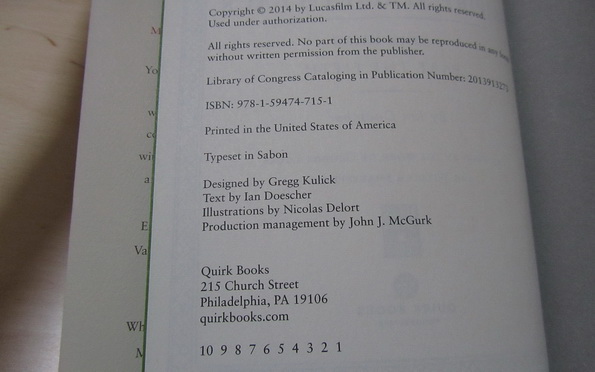 Copyright © 2014 by Lucasfilm Ltd. & TM. All rights reserved.
Used under authorization.
All rights reserved. No part of this book may be reproduced in any
without written permission from the publisher.
Library of Congress Cataloging in Publication Number:
ISBN: 978-1-59474-715-1
Printed in the United States of America
Typeset in Sabon
Designed by Gregg Kulick
Text by Ian Doescher
Illustrations by Nicolas Delort
Production management by John J. McGurk
Quirk Books
215 Church Street
Philadelphia, PA 19106
quirkbooks.com
10 9 8 7 6 5 4 3 2 1